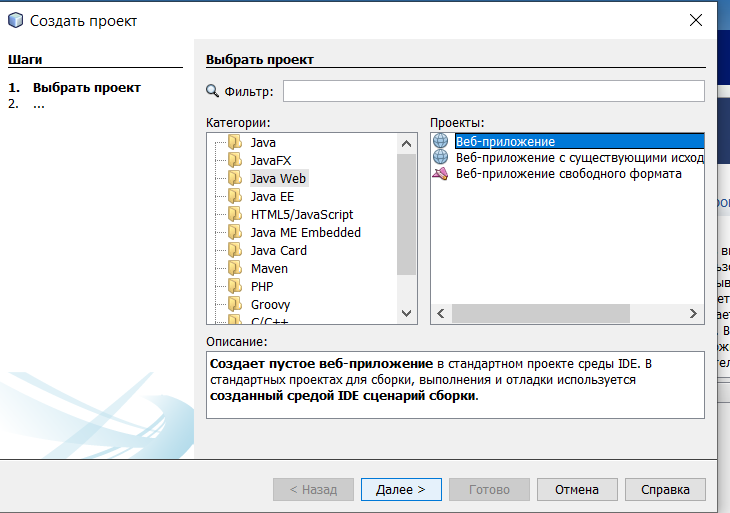 Создать проект
Шаги
1. Выбрать проект
2. ...
Выбрать проект
Фильтр:
Категории:
Java
JavaFX
Java Web
Java EE
HTML5/JavaScript
Java ME Embedded
Java Card
Maven
PHP
Groovy
C/C++
Проекты:
Веб-приложение
Веб-приложение с существующими исход
Веб-приложение свободного формата
Описание:
Создает пустое веб-приложение в стандартном проекте среды IDE. В
стандартных проектах для сборки, выполнения и отладки используется
созданный средой IDE сценарий сборки.
< Назад
Далее >
Готово
Отмена
Справка